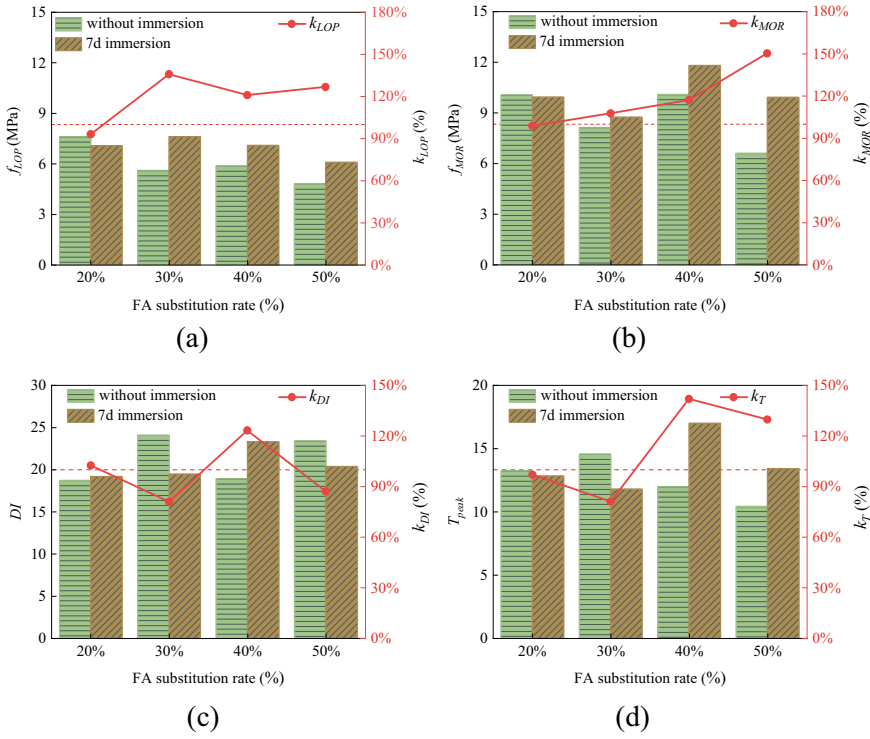 without immersion
7d immersion
k_LOP
15
12
9
6
3
0
f_LOP (MPa)
180%
150%
120%
90%
60%
30%
0%
k_LOP (%)
20% 30% 40% 50%
FA substitution rate (%)
(a)
without immersion
7d immersion
k_MOR
15
12
9
6
3
0
f_MOR (MPa)
180%
150%
120%
90%
60%
30%
0%
k_MOR (%)
20% 30% 40% 50%
FA substitution rate (%)
(b)
without immersion
7d immersion
k_DI
30
25
20
15
10
5
0
DI
150%
120%
90%
60%
30%
0%
k_DI (%)
20% 30% 40% 50%
FA substitution rate (%)
(c)
without immersion
7d immersion
k_T
20
15
10
5
0
T_peak
150%
120%
90%
60%
30%
0%
k_T (%)
20% 30% 40% 50%
FA substitution rate (%)
(d)